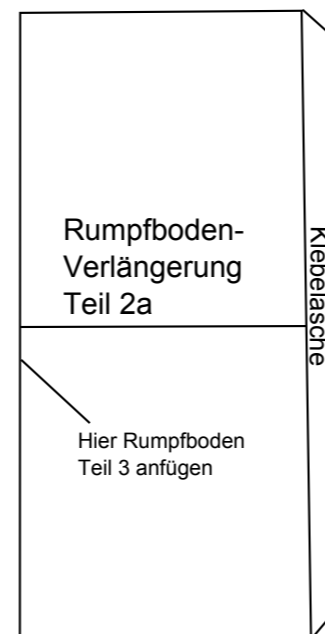 Rumpfboden-
Verlängerung
Teil 2a
Klebelasche
Hier Rumpfboden
Teil 3 anfügen